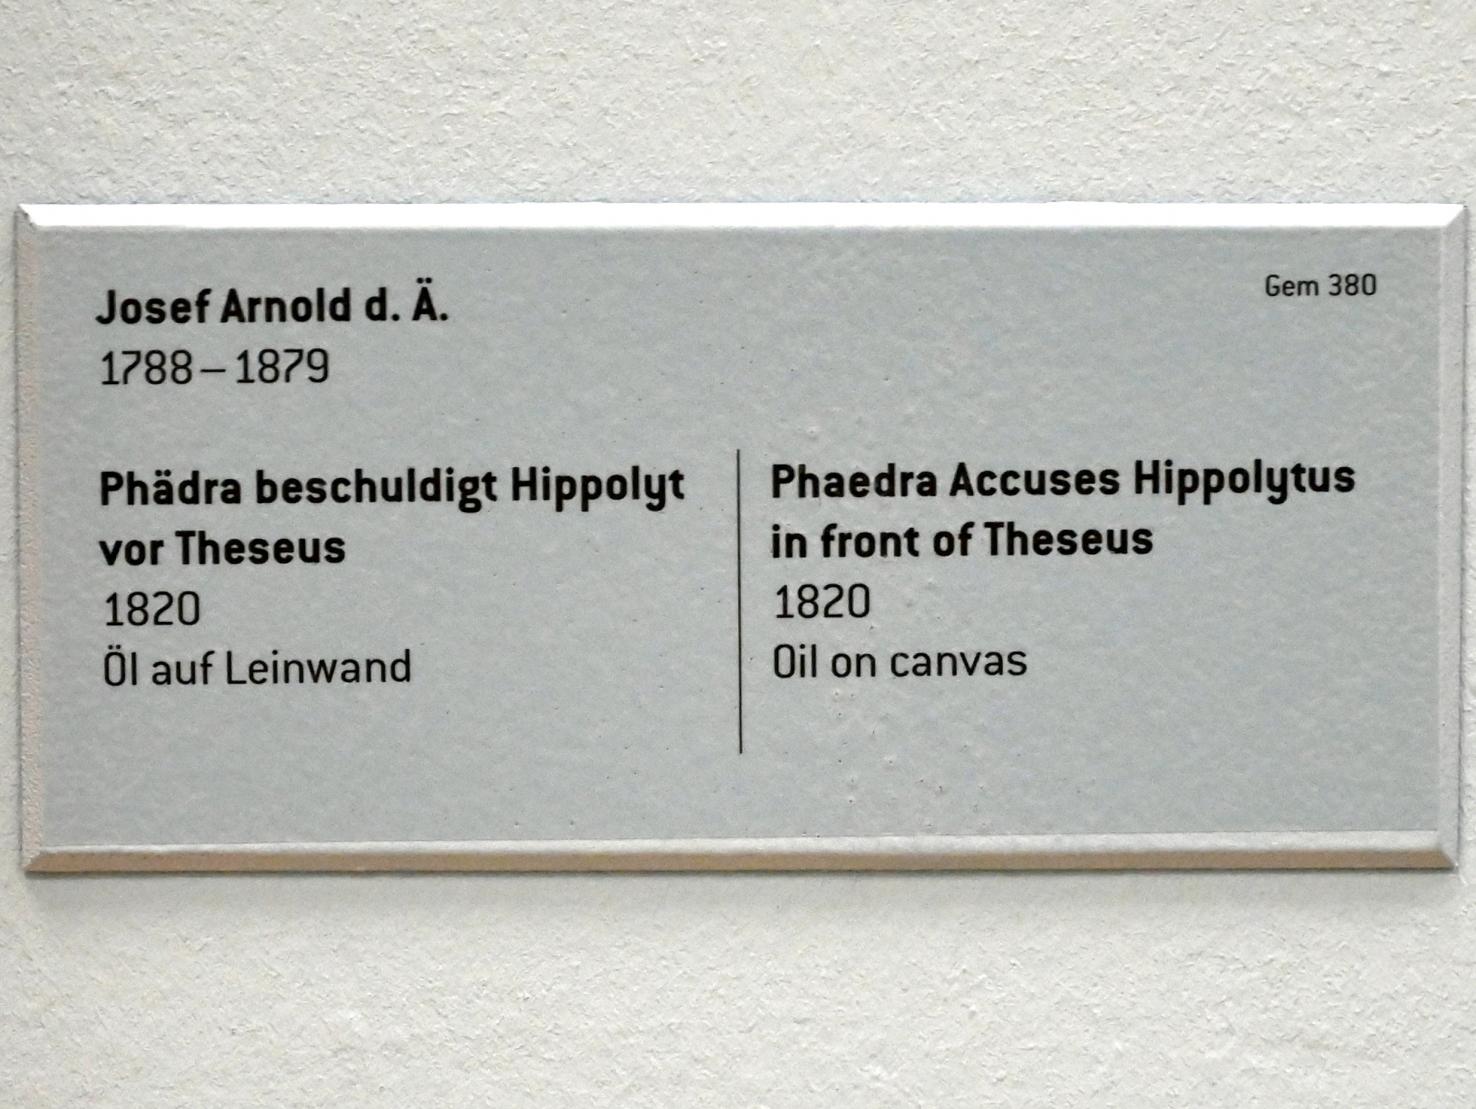 Josef Arnold d. Ä.
Gem 380
1788 – 1879
Phädra beschuldigt Hippolyt
vor Theseus
1820
Öl auf Leinwand
Phaedra Accuses Hippolytus
in front of Theseus
1820
Oil on canvas